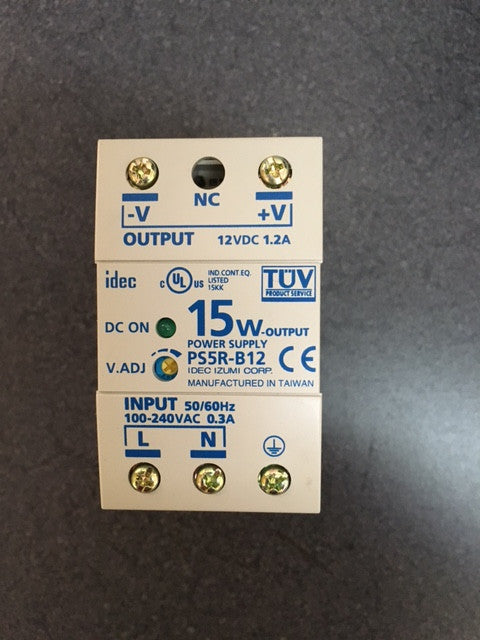 NC
-V +V
OUTPUT 12VDC 1.2A
idec
c UL us
IND.CONT.EQ.
LISTED
15KK
TÜV
PRODUCT SERVICE
DC ON
15W-OUTPUT
POWER SUPPLY
V.ADJ
PS5R-B12
CE
IDEC IZUMI CORP.
MANUFACTURED IN TAIWAN
INPUT 50/60Hz
100-240VAC 0.3A
L N